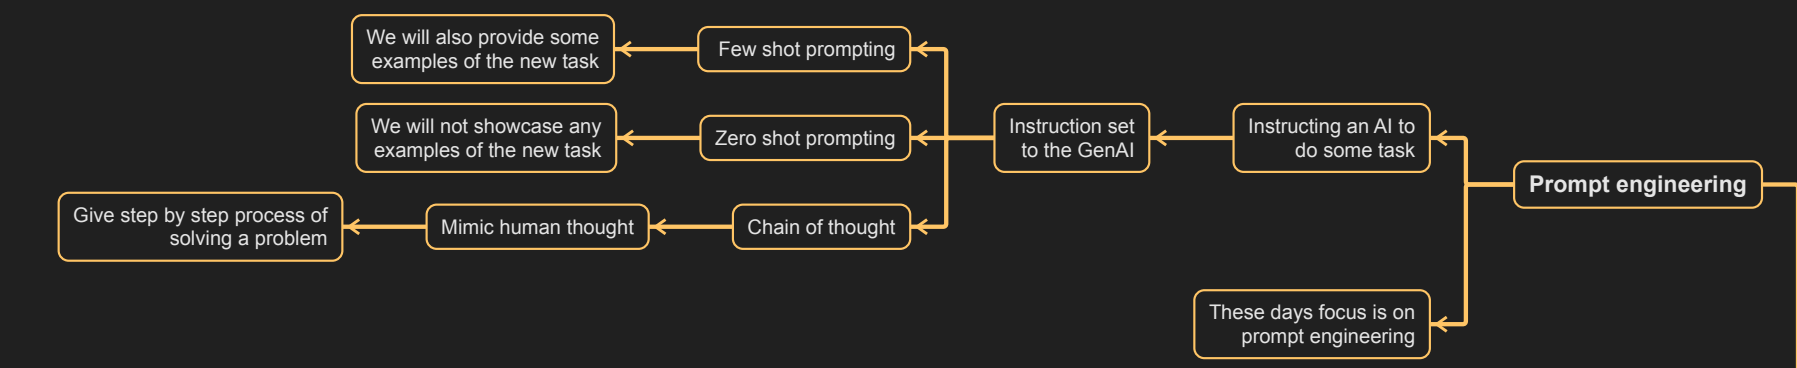 We will also provide some
examples of the new task
Few shot prompting
We will not showcase any
examples of the new task
Zero shot prompting
Instruction set
to the GenAI
Instructing an AI to
do some task
Prompt engineering
Give step by step process of
solving a problem
Mimic human thought
Chain of thought
These days focus is on
prompt engineering